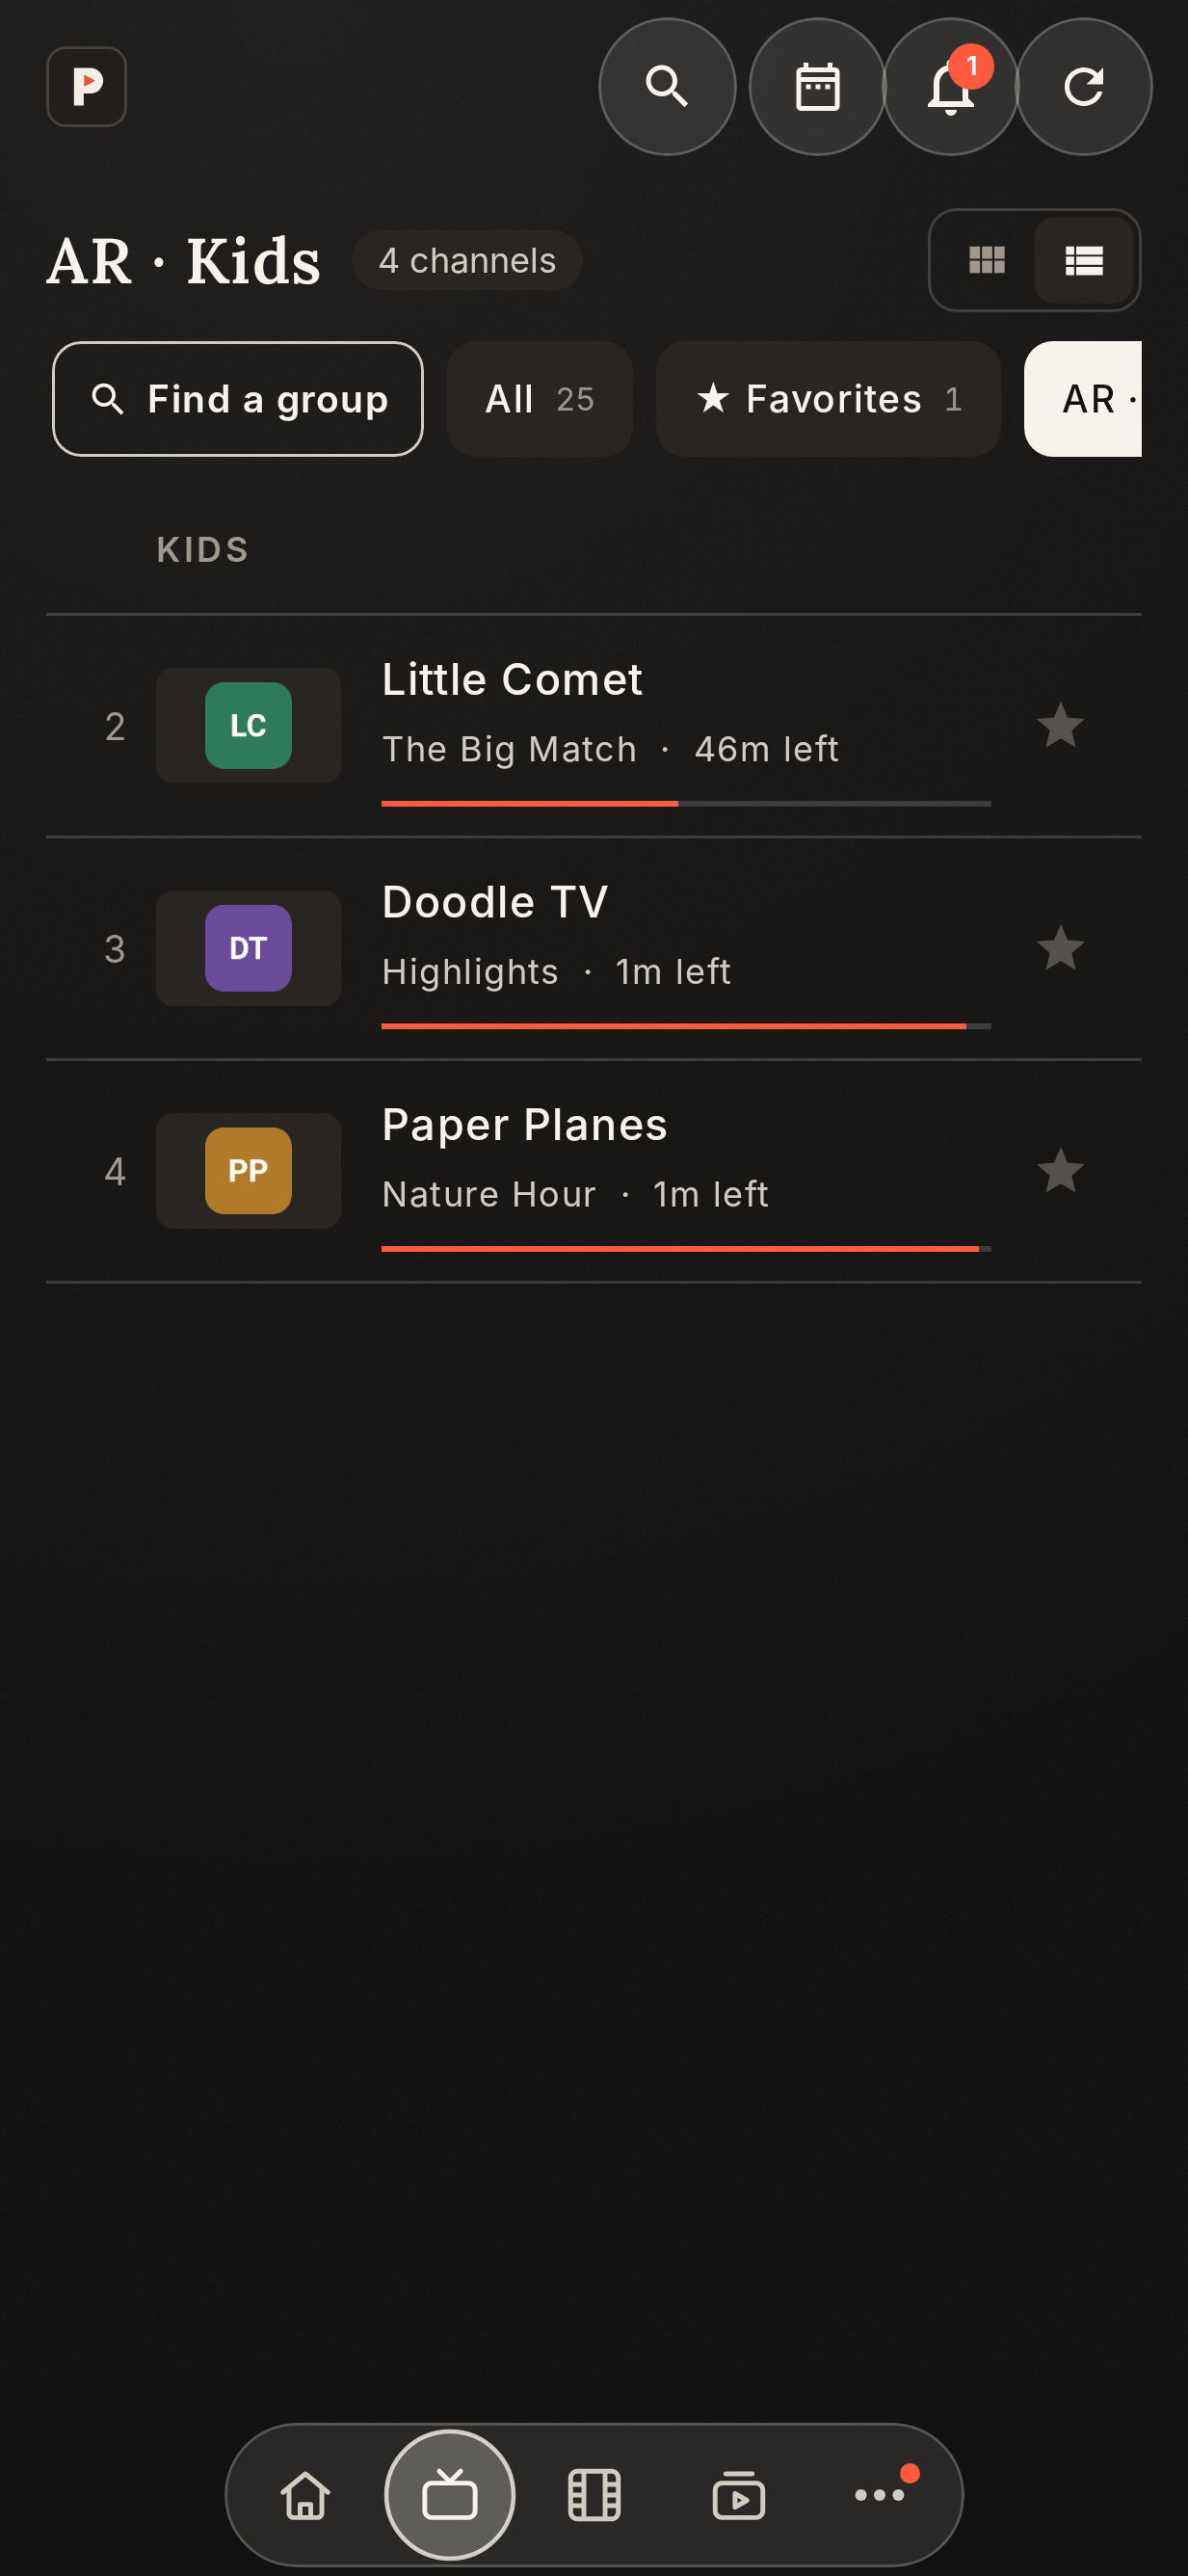 P
1
AR · Kids 4 channels
Find a group All 25 ★ Favorites 1 AR ·
KIDS
2 LC Little Comet
The Big Match · 46m left
3 DT Doodle TV
Highlights · 1m left
4 PP Paper Planes
Nature Hour · 1m left